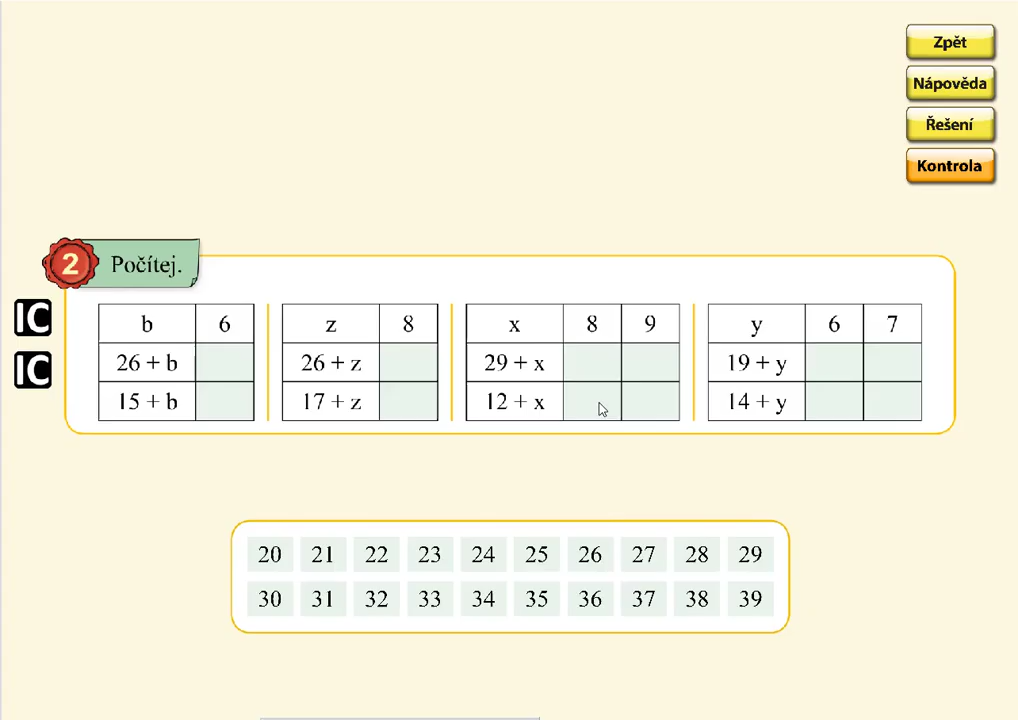 Zpět
Nápověda
Řešení
Kontrola
2 Počítej.
IC
IC
b 6
26 + b
15 + b
z 8
26 + z
17 + z
x 8 9
29 + x
12 + x
y 6 7
19 + y
14 + y
20 21 22 23 24 25 26 27 28 29
30 31 32 33 34 35 36 37 38 39